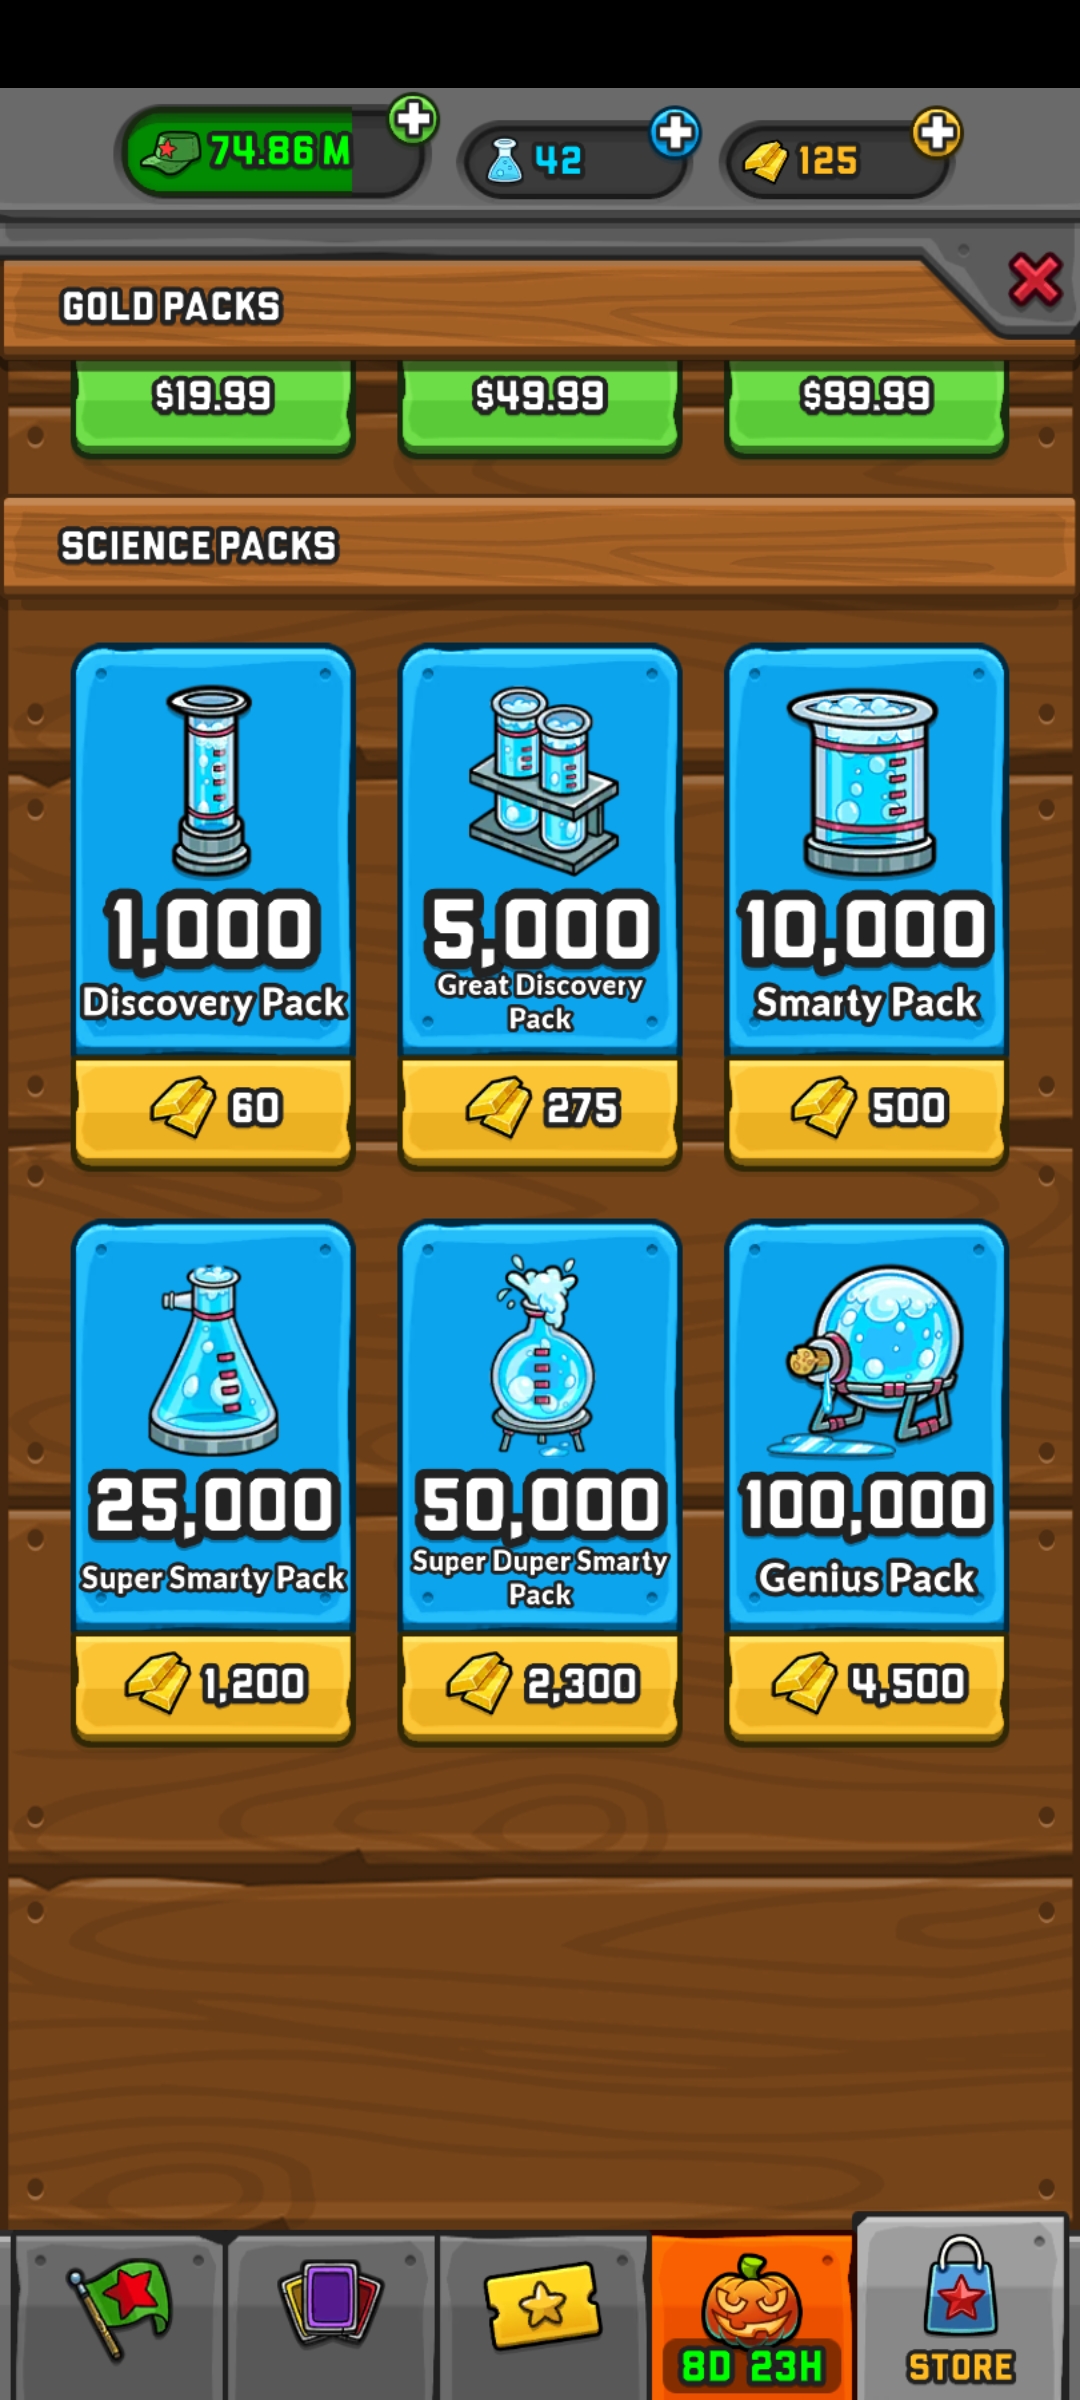 74.86 M
42
125
GOLD PACKS
$19.99
$49.99
$99.99
SCIENCE PACKS
1,000
Discovery Pack
60
5,000
Great Discovery
Pack
275
10,000
Smarty Pack
500
25,000
Super Smarty Pack
1,200
50,000
Super Duper Smarty
Pack
2,300
100,000
Genius Pack
4,500
8D 23H
STORE